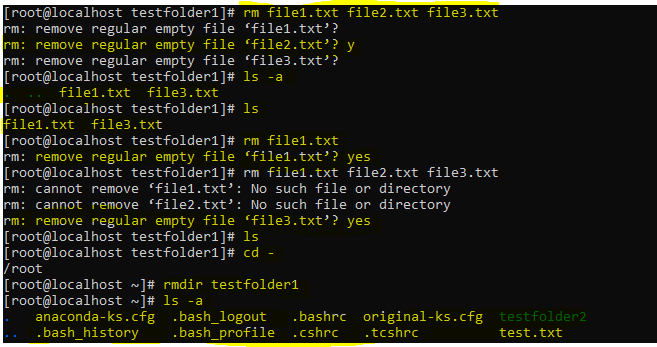 [root@localhost testfolder1]# rm file1.txt file2.txt file3.txt
rm: remove regular empty file ‘file1.txt’?
rm: remove regular empty file ‘file2.txt’? y
rm: remove regular empty file ‘file3.txt’?
[root@localhost testfolder1]# ls -a
.  ..  file1.txt  file3.txt
[root@localhost testfolder1]# ls
file1.txt  file3.txt
[root@localhost testfolder1]# rm file1.txt
rm: remove regular empty file ‘file1.txt’? yes
[root@localhost testfolder1]# rm file1.txt file2.txt file3.txt
rm: cannot remove ‘file1.txt’: No such file or directory
rm: cannot remove ‘file2.txt’: No such file or directory
rm: remove regular empty file ‘file3.txt’? yes
[root@localhost testfolder1]# ls
[root@localhost testfolder1]# cd -
/root
[root@localhost ~]# rmdir testfolder1
[root@localhost ~]# ls -a
.   anaconda-ks.cfg  .bash_logout   .bashrc  original-ks.cfg  testfolder2
..  .bash_history  .bash_profile  .cshrc   .tcshrc          test.txt